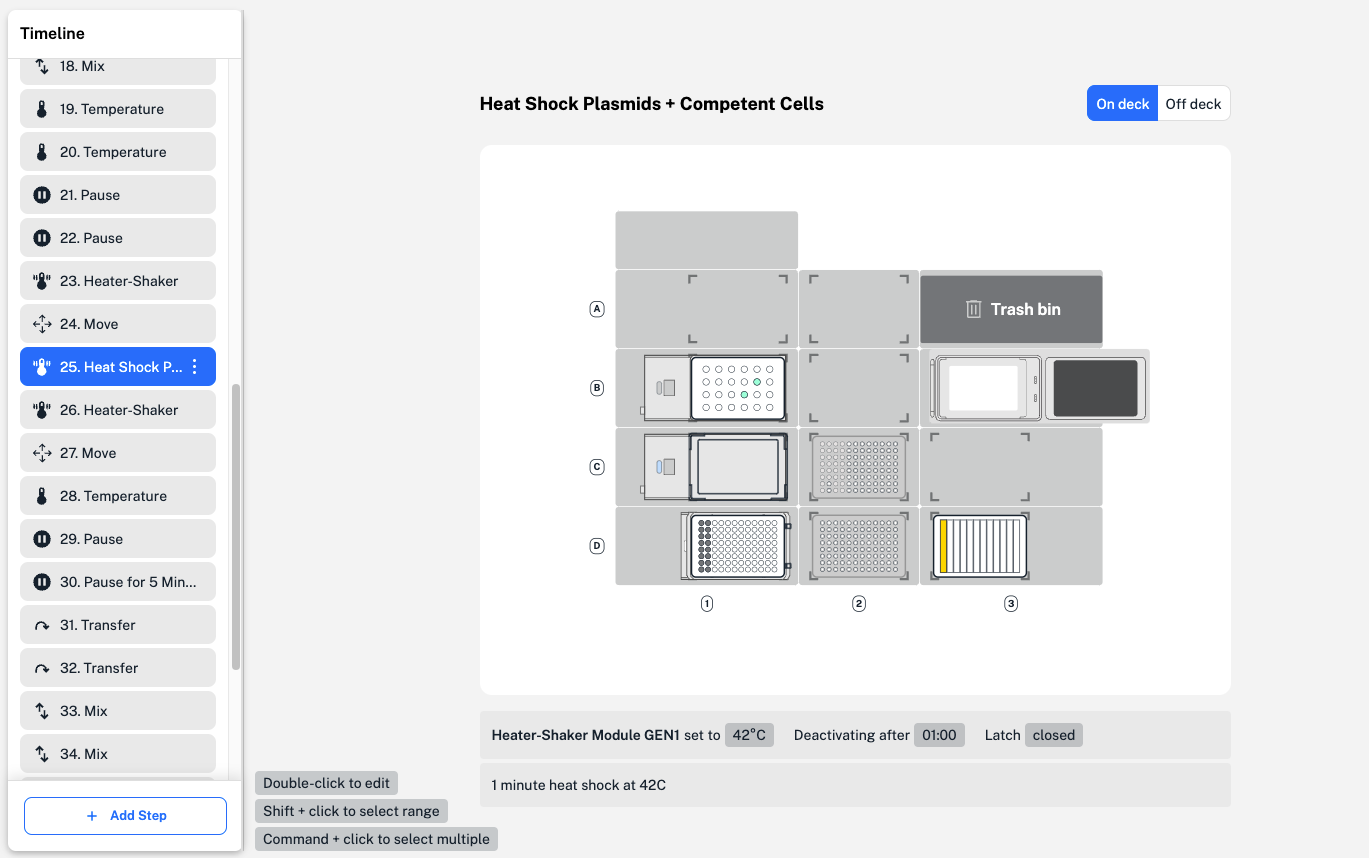 Timeline
18. Mix
19. Temperature
20. Temperature
21. Pause
22. Pause
23. Heater-Shaker
24. Move
25. Heat Shock P...
26. Heater-Shaker
27. Move
28. Temperature
29. Pause
30. Pause for 5 Min...
31. Transfer
32. Transfer
33. Mix
34. Mix
+ Add Step
Heat Shock Plasmids + Competent Cells
On deck Off deck
A
Trash bin
B
C
D
1 2 3
Heater-Shaker Module GEN1 set to 42°C Deactivating after 01:00 Latch closed
1 minute heat shock at 42C
Double-click to edit
Shift + click to select range
Command + click to select multiple